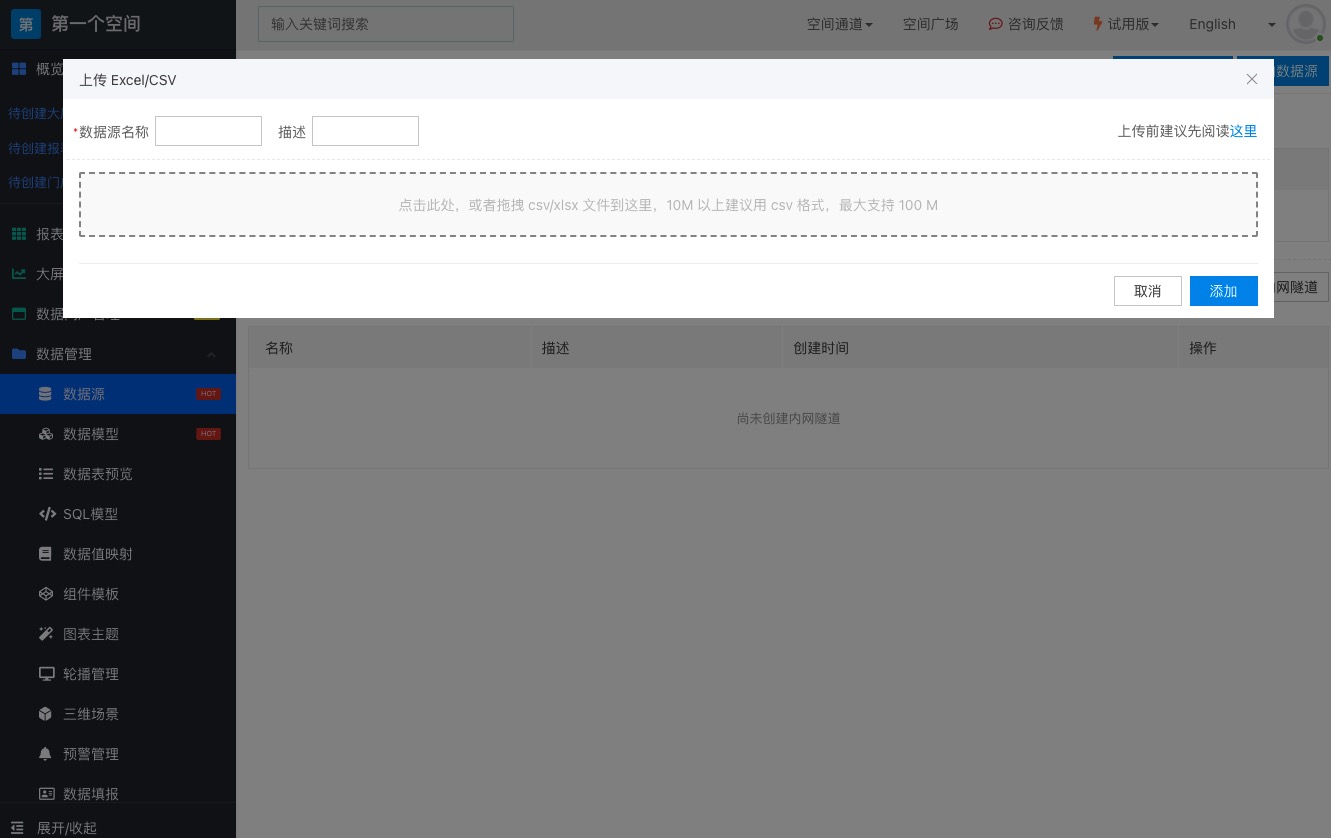 第 第一个空间
输入关键词搜索
空间通道
空间广场
咨询反馈
试用版
English
概览
数据源
上传 Excel/CSV
待创建大
待创建报
待创建门
*数据源名称
描述
上传前建议先阅读这里
点击此处，或者拖拽 csv/xlsx 文件到这里，10M 以上建议用 csv 格式，最大支持 100 M
取消
添加
网隧道
报表
大屏
数据
数据管理
数据源 HOT
数据模型 HOT
数据表预览
SQL模型
数据值映射
组件模板
图表主题
轮播管理
三维场景
预警管理
数据填报
展开/收起
名称
描述
创建时间
操作
尚未创建内网隧道